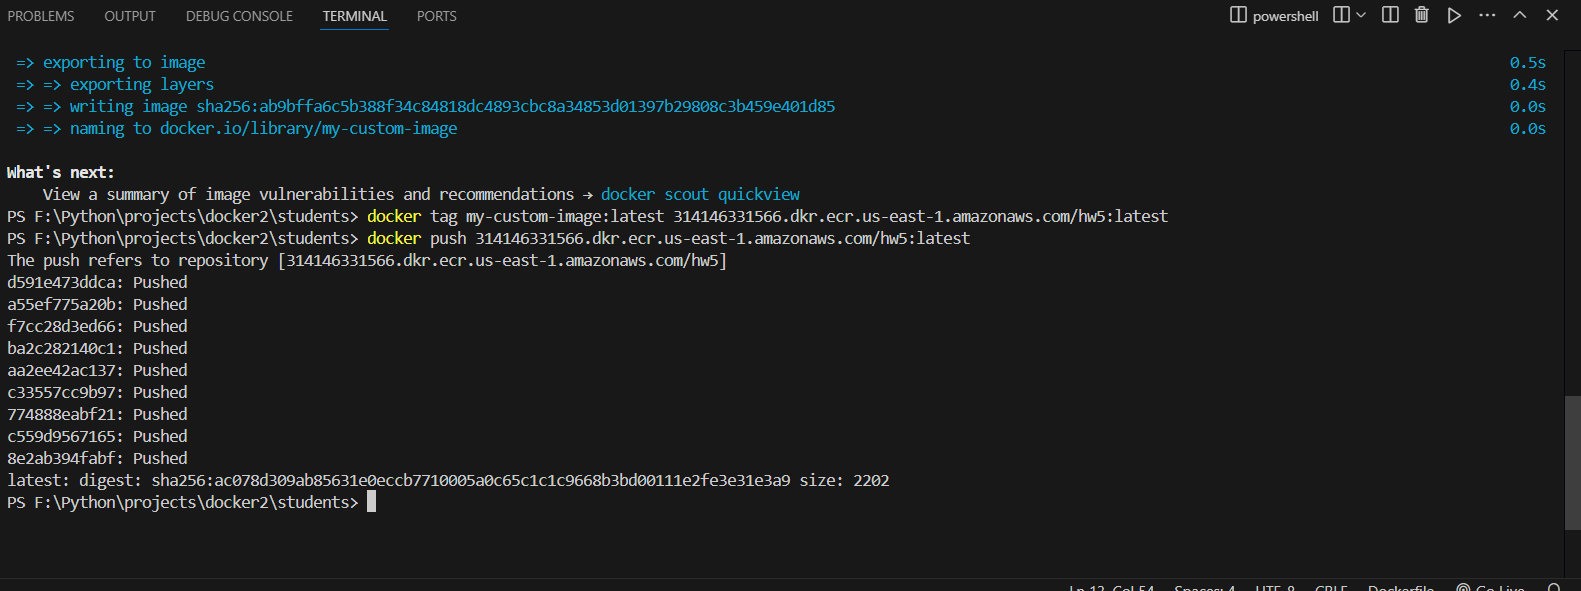 PROBLEMS OUTPUT DEBUG CONSOLE TERMINAL PORTS powershell
=> exporting to image 0.5s
=> => exporting layers 0.4s
=> => writing image sha256:ab9bffa6c5b388f34c84818dc4893cbc8a34853d01397b29808c3b459e401d85 0.0s
=> => naming to docker.io/library/my-custom-image 0.0s
What's next:
View a summary of image vulnerabilities and recommendations → docker scout quickview
PS F:\Python\projects\docker2\students> docker tag my-custom-image:latest 314146331566.dkr.ecr.us-east-1.amazonaws.com/hw5:latest
PS F:\Python\projects\docker2\students> docker push 314146331566.dkr.ecr.us-east-1.amazonaws.com/hw5:latest
The push refers to repository [314146331566.dkr.ecr.us-east-1.amazonaws.com/hw5]
d591e473ddca: Pushed
a55ef775a20b: Pushed
f7cc28d3ed66: Pushed
ba2c282140c1: Pushed
aa2ee42ac137: Pushed
c33557cc9b97: Pushed
774888eabf21: Pushed
c559d9567165: Pushed
8e2ab394fabf: Pushed
latest: digest: sha256:ac078d309ab85631e0eccb7710005a0c65c1c1c9668b3bd00111e2fe3e31e3a9 size: 2202
PS F:\Python\projects\docker2\students>
Ln 13, Col 54 Spaces: 4 UTF-8 CRLF Dockerfile Go Live